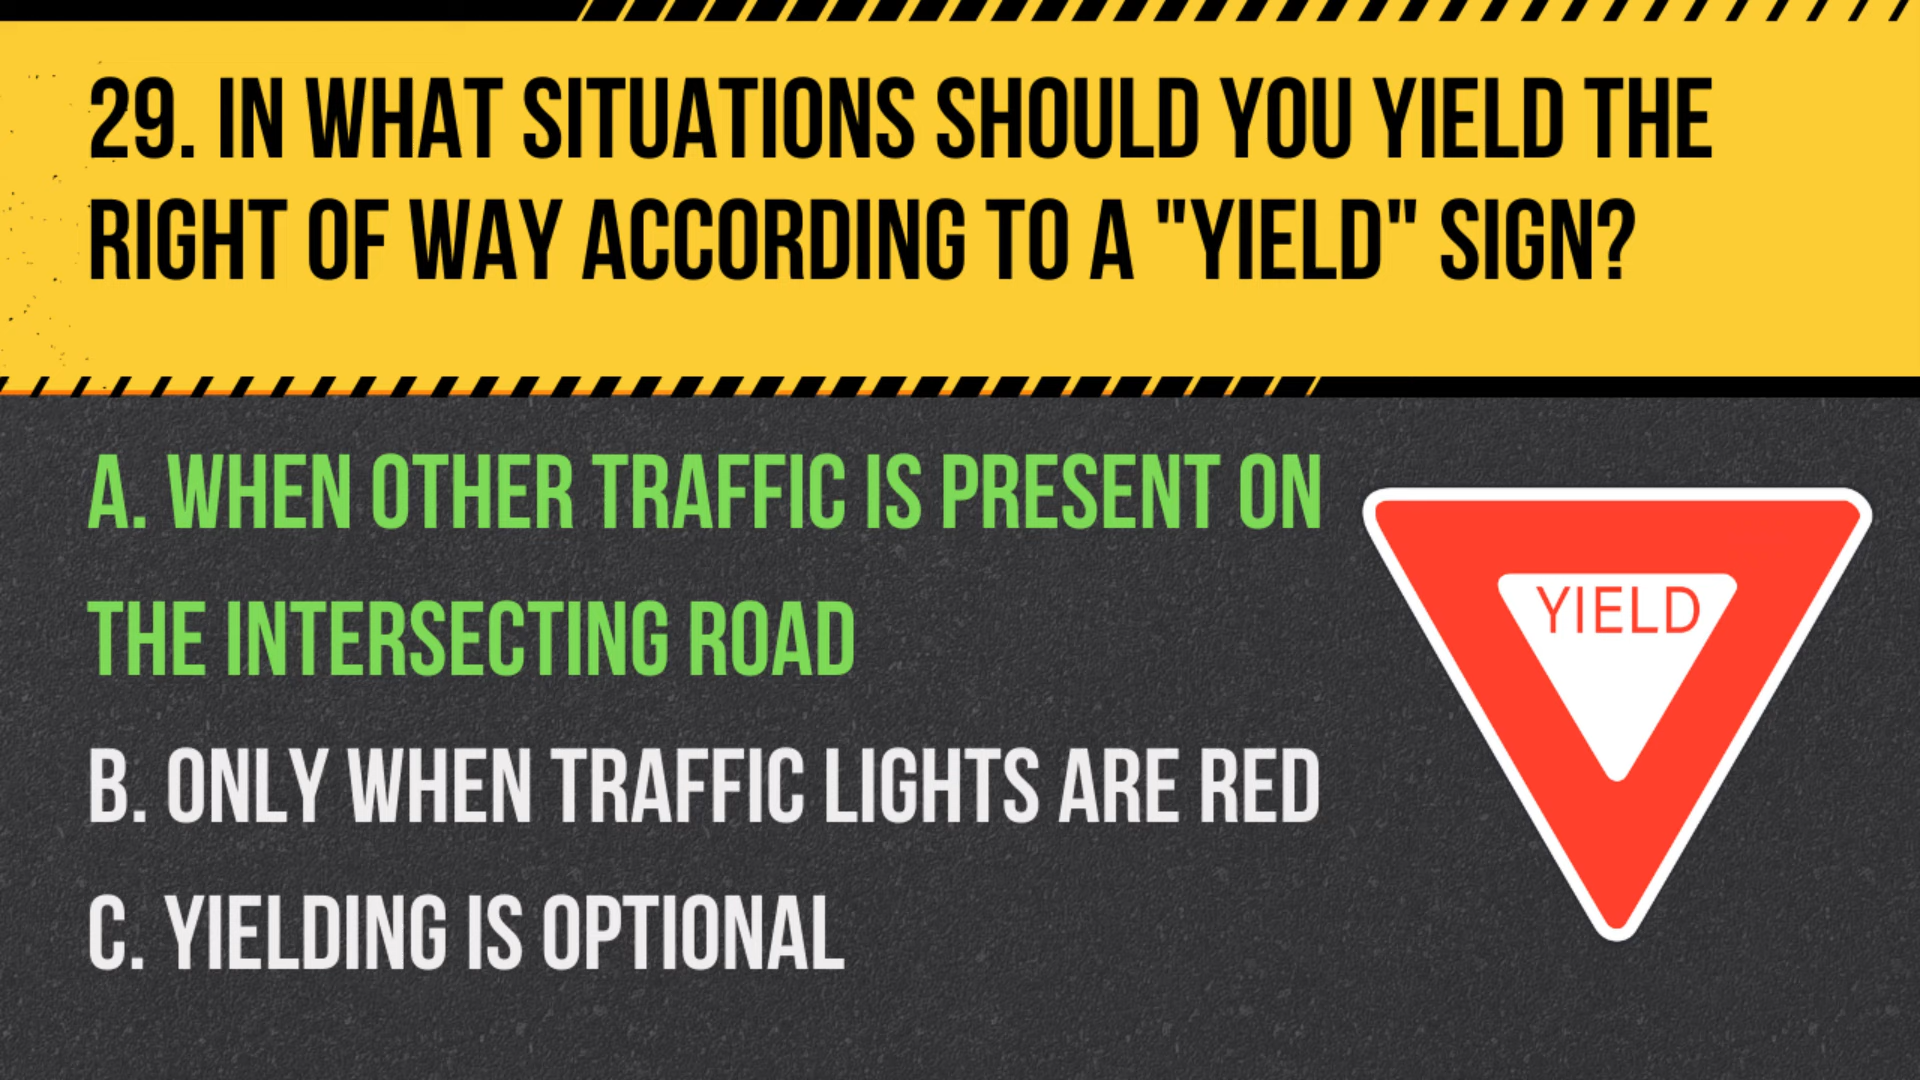 29. IN WHAT SITUATIONS SHOULD YOU YIELD THE
RIGHT OF WAY ACCORDING TO A "YIELD" SIGN?
A. WHEN OTHER TRAFFIC IS PRESENT ON
THE INTERSECTING ROAD
YIELD
B. ONLY WHEN TRAFFIC LIGHTS ARE RED
C. YIELDING IS OPTIONAL